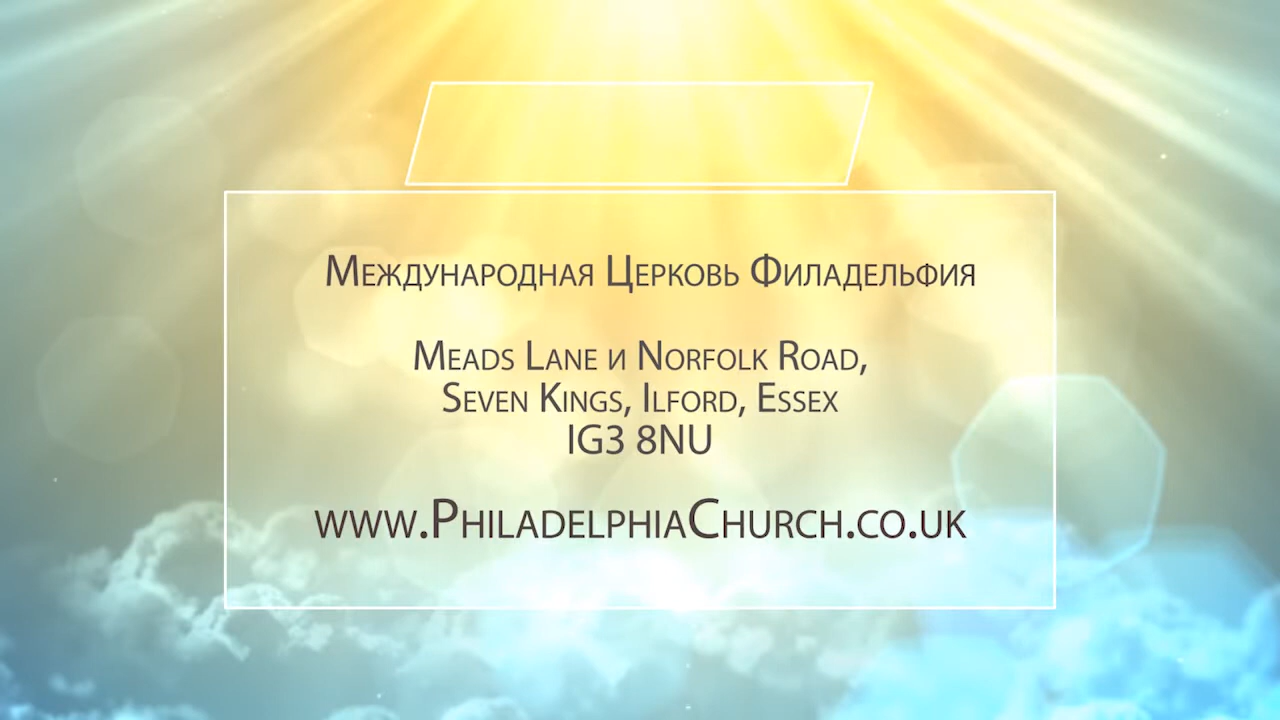 Международная Церковь Филадельфия
Meads Lane и Norfolk Road,
Seven Kings, Ilford, Essex
IG3 8NU
www.PhiladelphiaChurch.co.uk